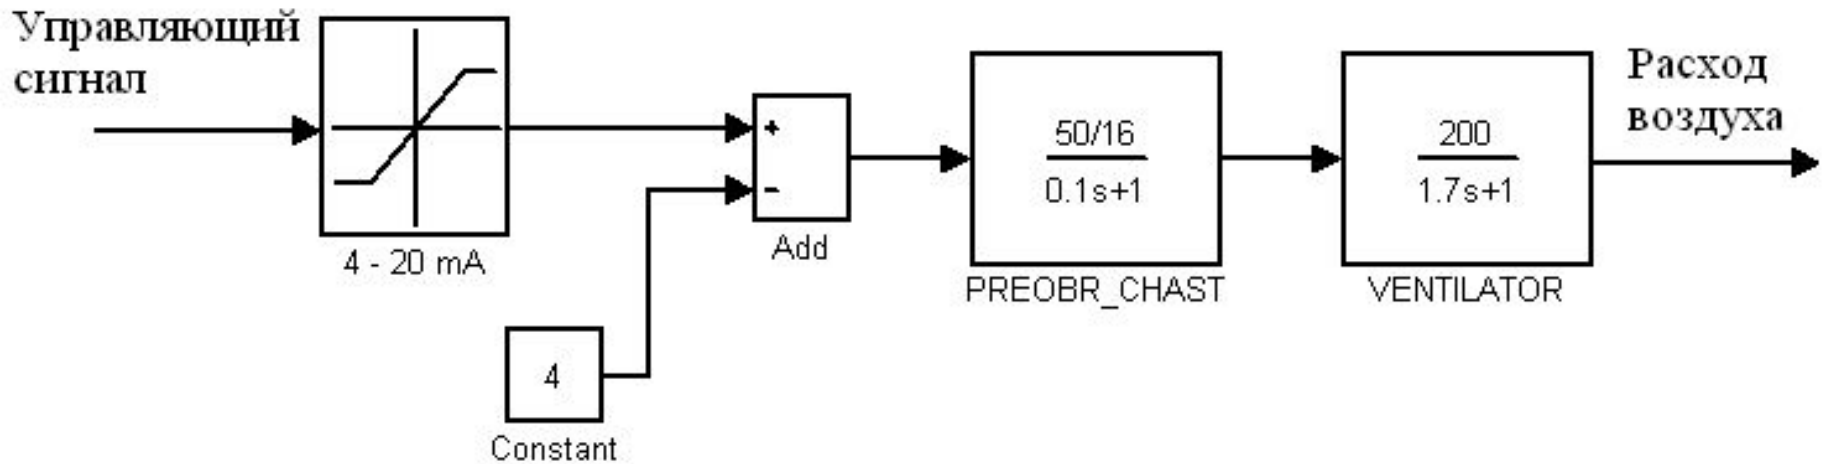 Управляющий
сигнал
4 - 20 mA
+
-
Add
4
Constant
50/16
0.1s+1
PREOBR_CHAST
200
1.7s+1
VENTILATOR
Расход
воздуха